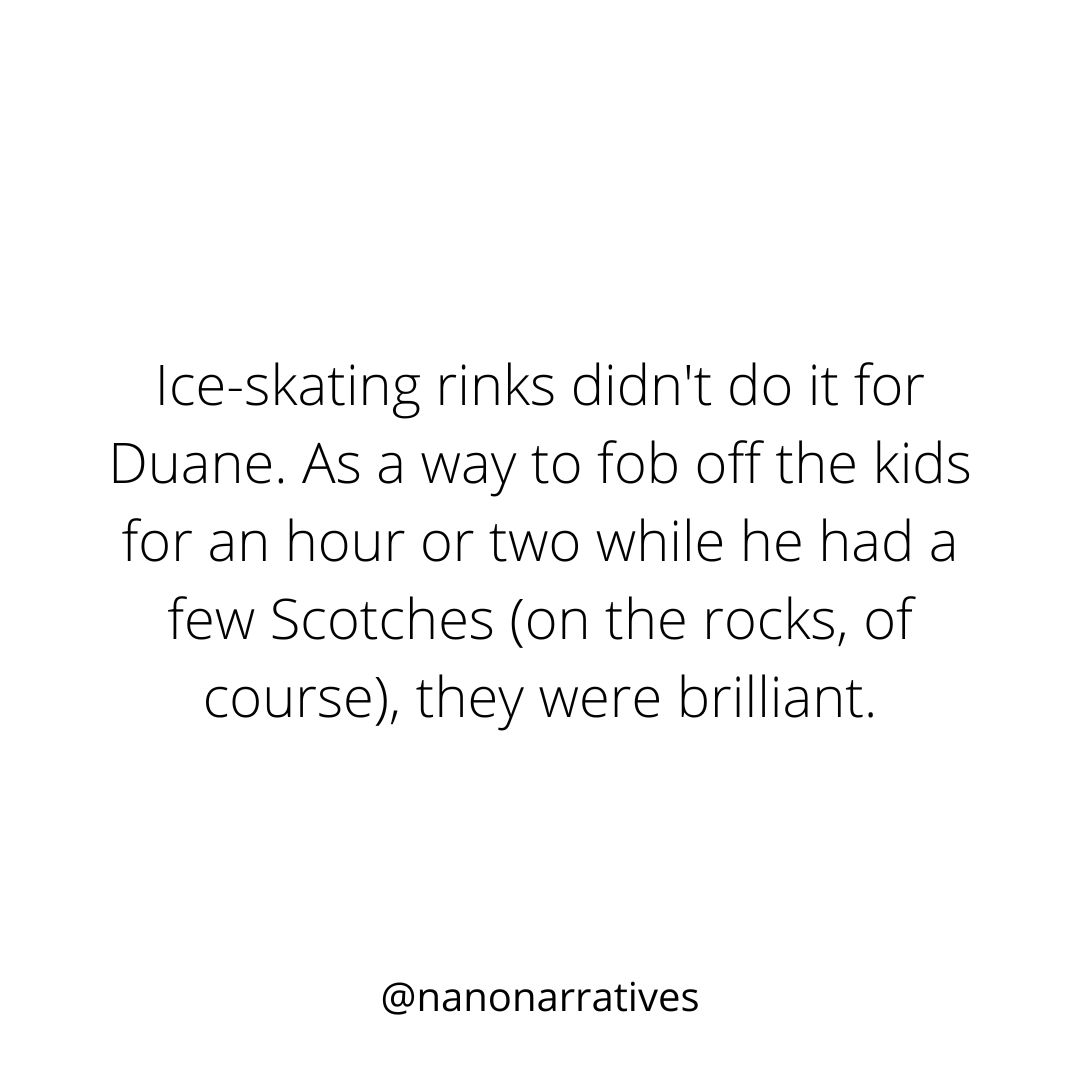 Ice-skating rinks didn't do it for
Duane. As a way to fob off the kids
for an hour or two while he had a
few Scotches (on the rocks, of
course), they were brilliant.
@nanonarratives